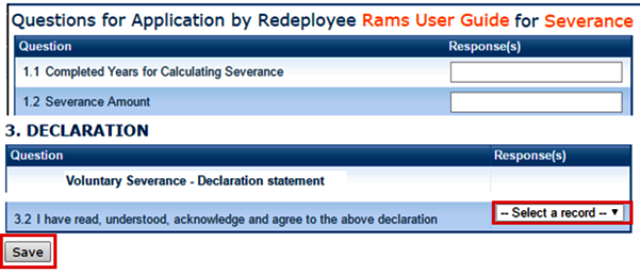 Questions for Application by Redeployee Rams User Guide for Severance
Question Response(s)
1.1 Completed Years for Calculating Severance
1.2 Severance Amount
3. DECLARATION
Question Response(s)
Voluntary Severance - Declaration statement
3.2 I have read, understood, acknowledge and agree to the above declaration -- Select a record -- ▼
Save